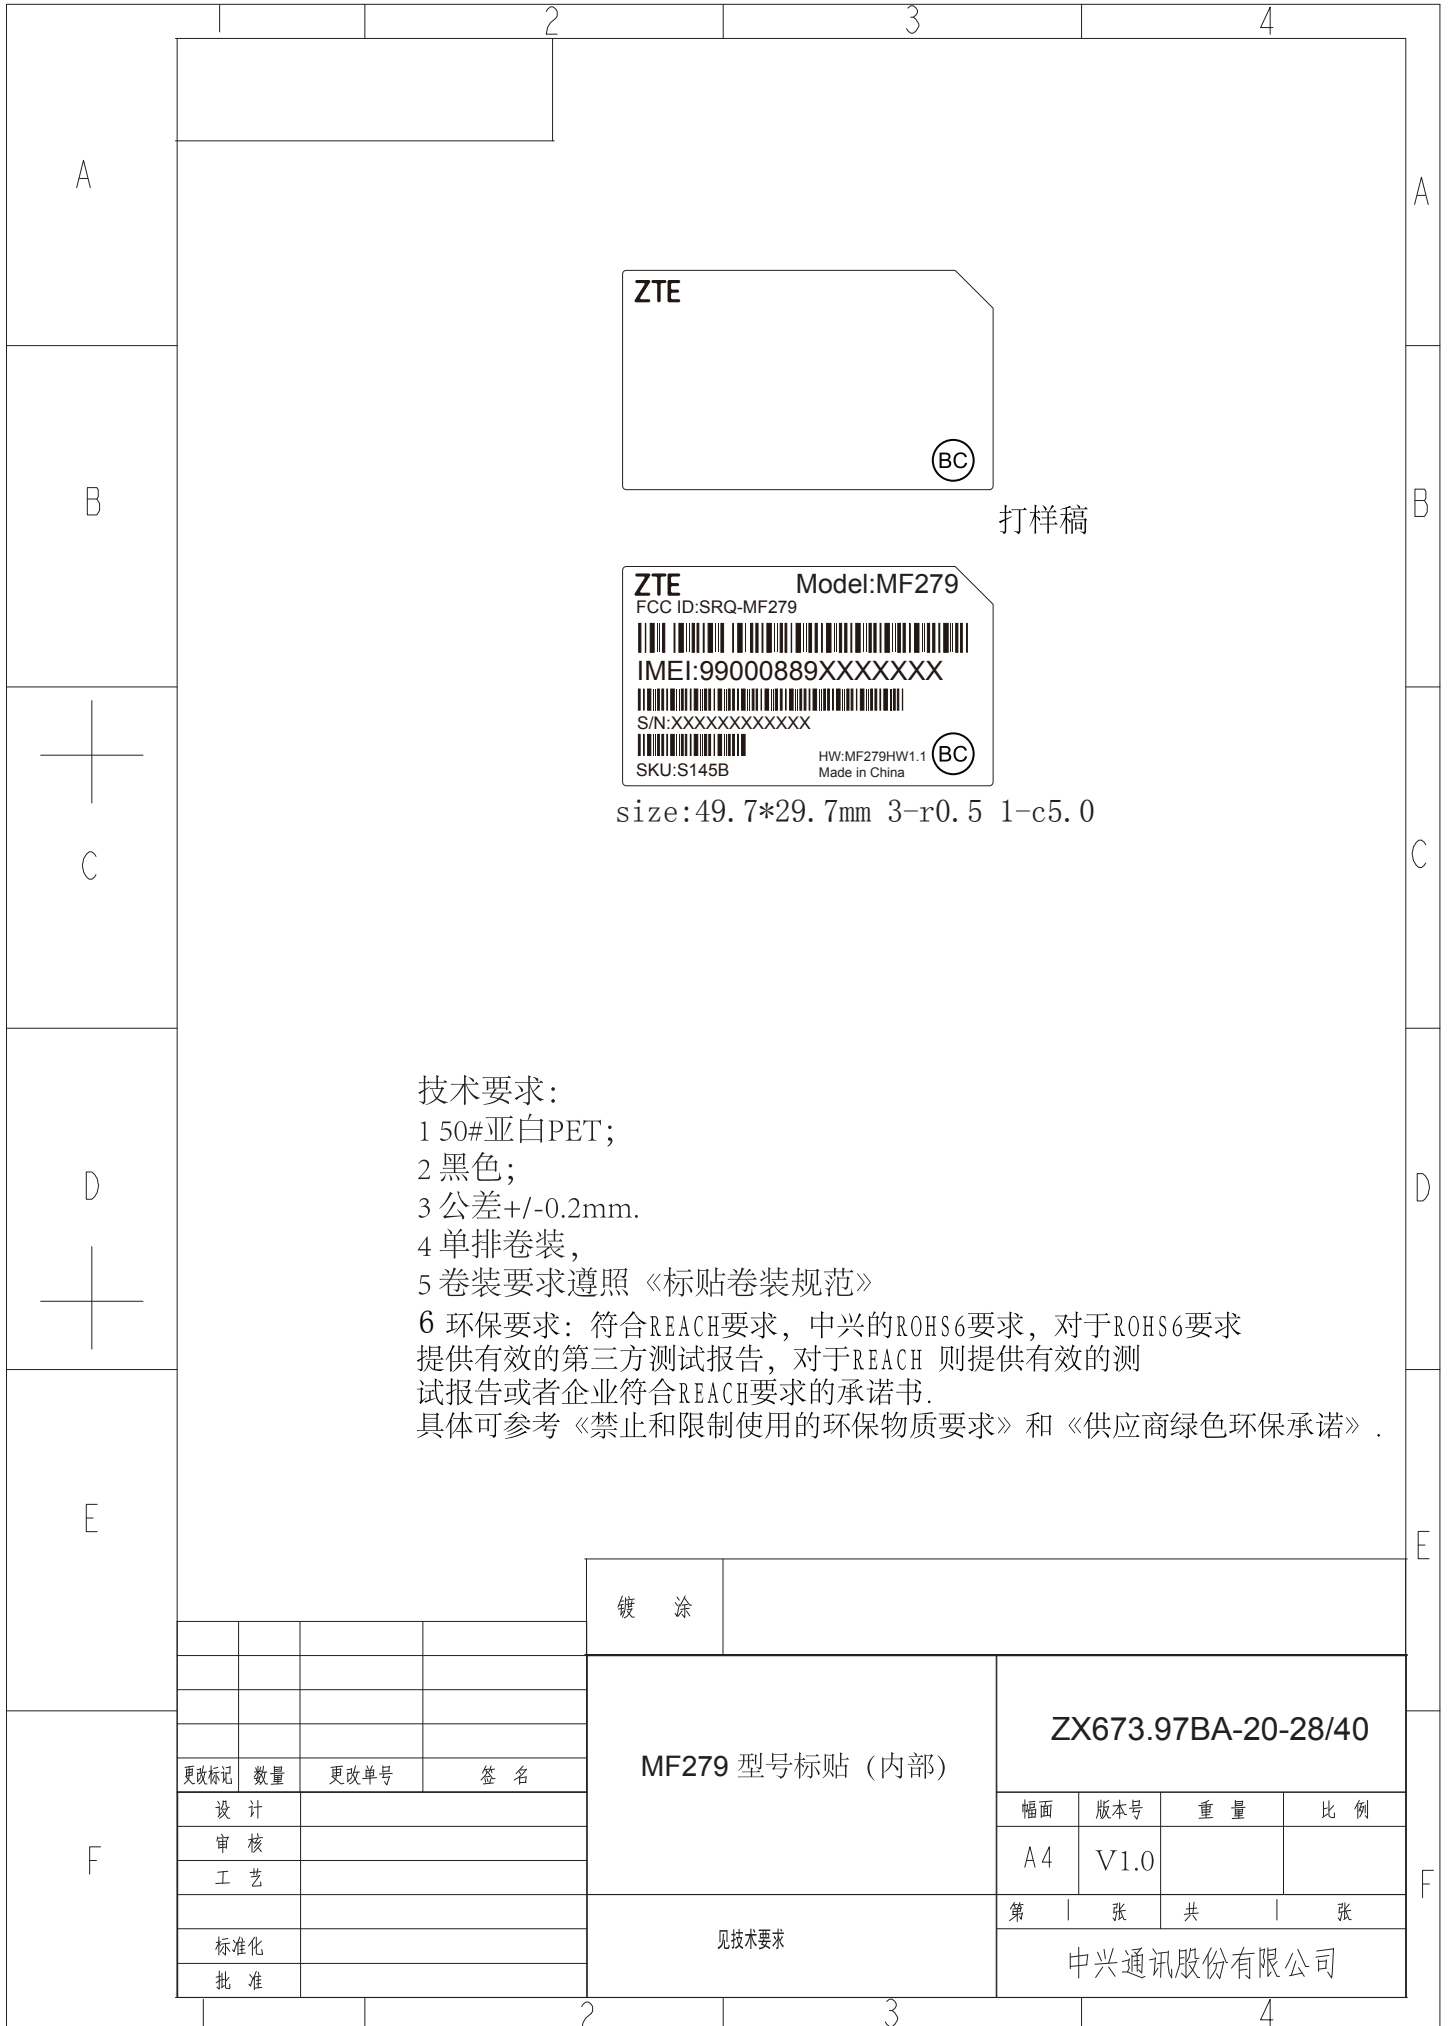 2 3 4
A A
ZTE
BC
B B
打样稿
ZTE Model:MF279
FCC ID:SRQ-MF279
IMEI:99000889XXXXXXX
S/N:XXXXXXXXXXXX
SKU:S145B
HW:MF279HW1.1
Made in China
BC
size:49.7*29.7mm 3-r0.5 1-c5.0
C C
技术要求:
1 50#亚白PET;
2 黑色;
3 公差+/-0.2mm.
4 单排卷装,
5 卷装要求遵照《标贴卷装规范》
6 环保要求: 符合REACH要求, 中兴的ROHS6要求, 对于ROHS6要求
提供有效的第三方测试报告, 对于REACH 则提供有效的测
试报告或者企业符合REACH要求的承诺书.
具体可参考《禁止和限制使用的环保物质要求》和《供应商绿色环保承诺》.
D D
E E
镀 涂
更改标记 数量 更改单号 签 名
设 计
审 核
工 艺
标准化
批 准
MF279 型号标贴 (内部)
见技术要求
ZX673.97BA-20-28/40
幅面 版本号 重 量 比 例
A4 V1.0
第 1 张 共 1 张
中兴通讯股份有限公司
F F
2 3 4